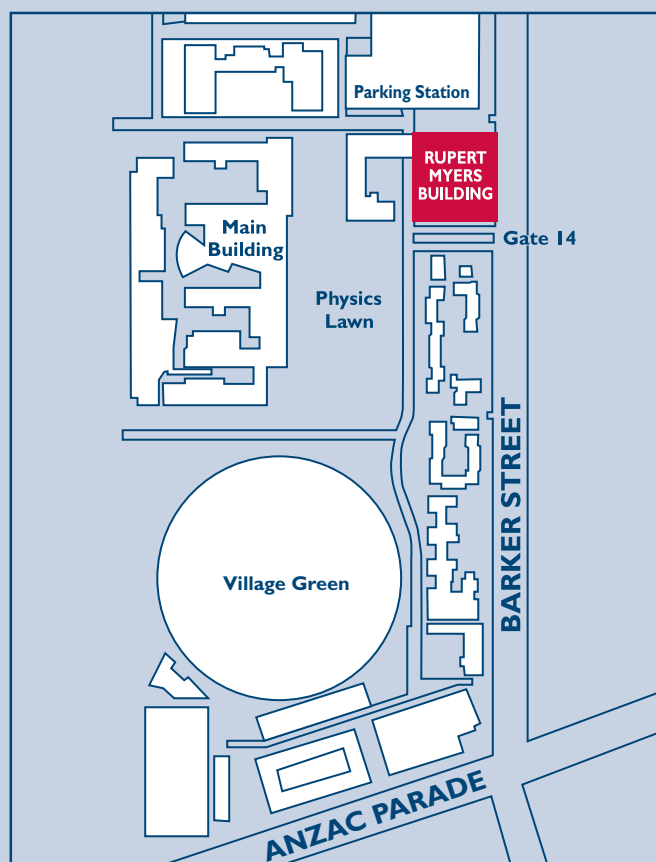 Parking Station
RUPERT
MYERS
BUILDING
Main
Building
Gate 14
Physics
Lawn
BARKER STREET
Village Green
ANZAC PARADE